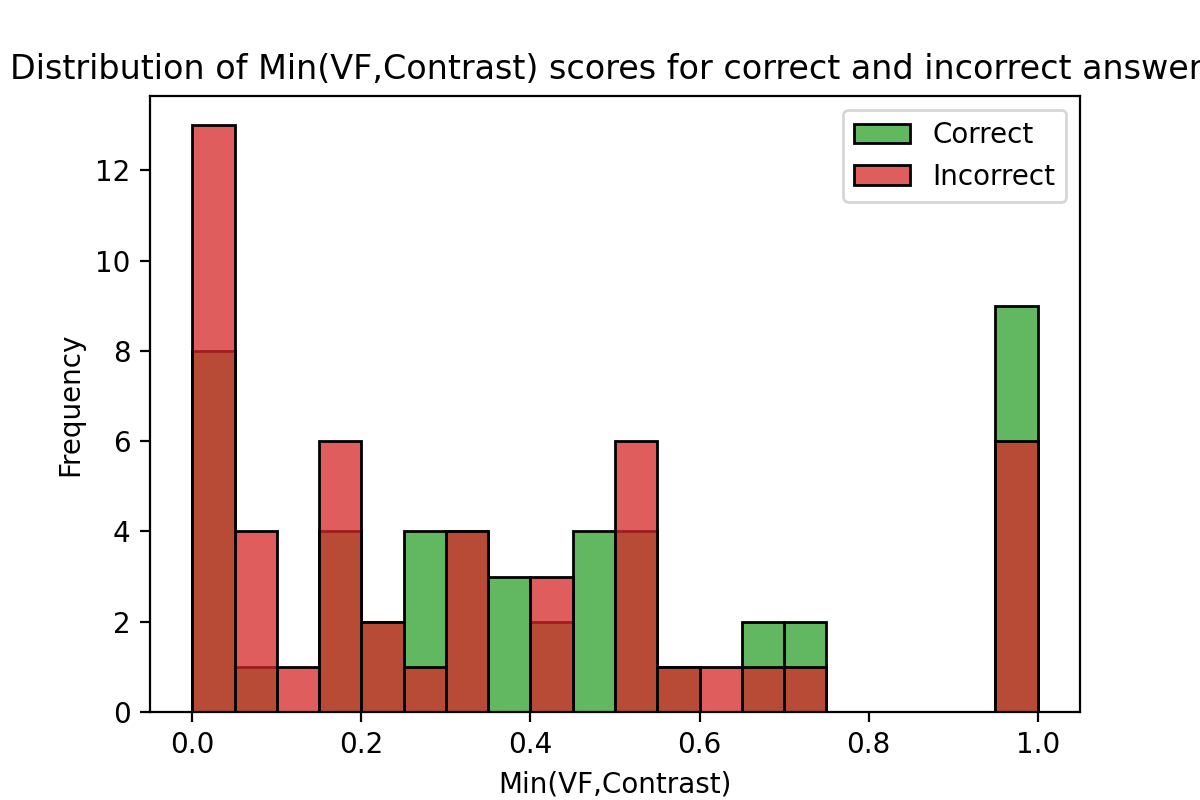 Distribution of Min(VF,Contrast) scores for correct and incorrect answer
Correct
Incorrect
Frequency
12
10
8
6
4
2
0
0.0 0.2 0.4 0.6 0.8 1.0
Min(VF,Contrast)